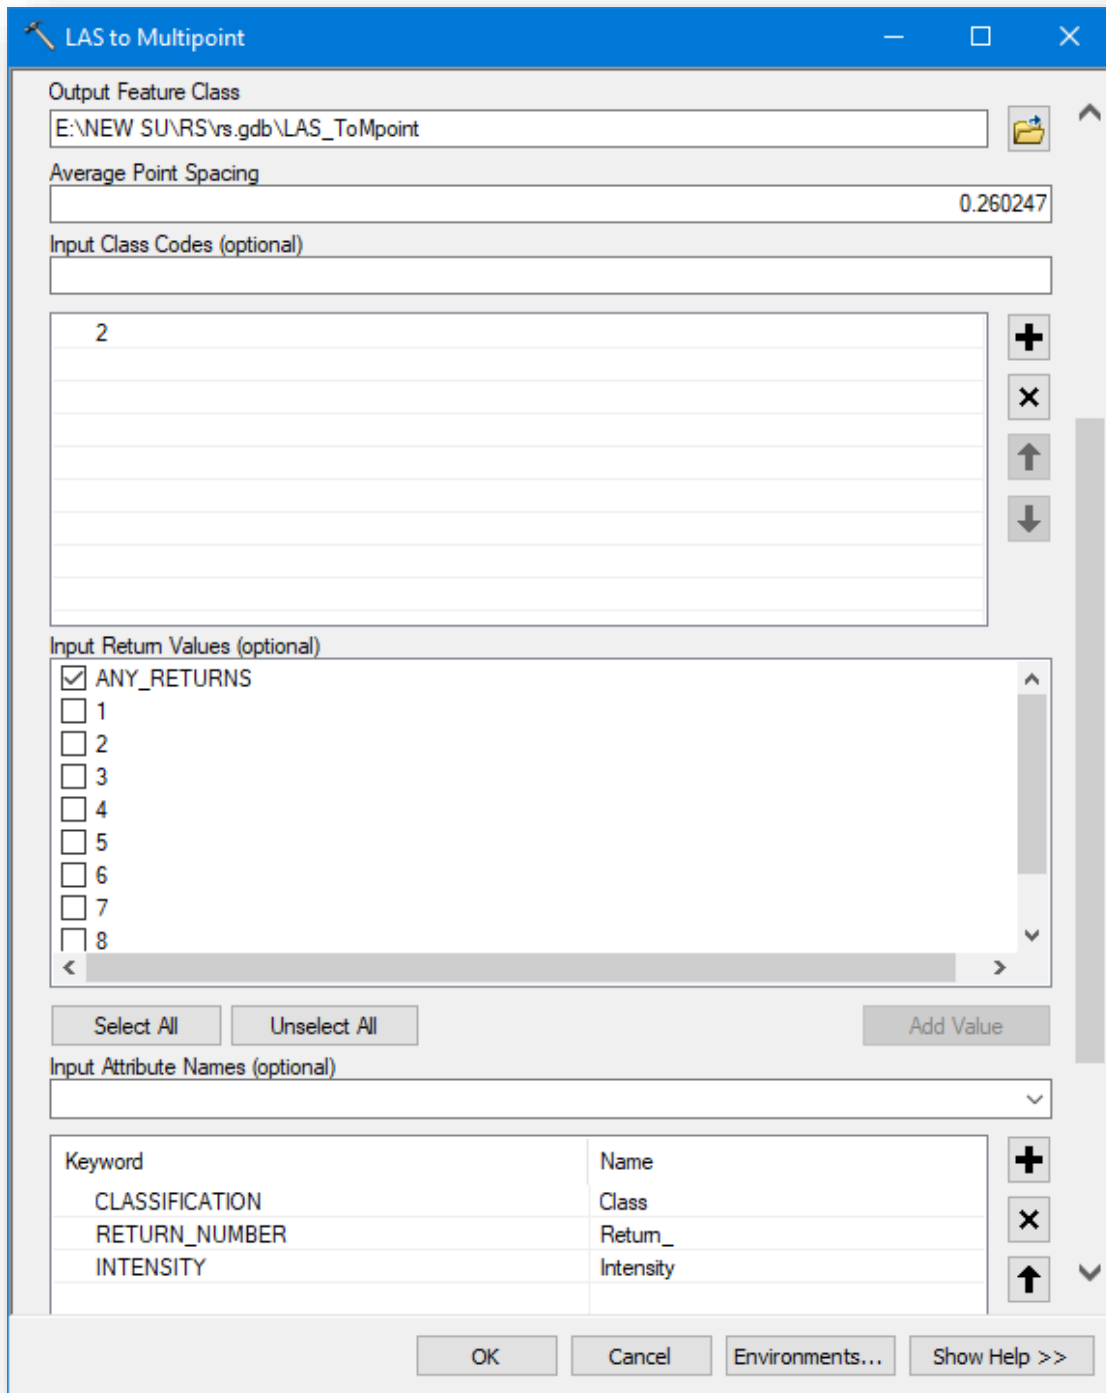 LAS to Multipoint
Output Feature Class
E:\NEW SU\RS\rs.gdb\LAS_ToMpoint
Average Point Spacing
0.260247
Input Class Codes (optional)
2
Input Return Values (optional)
ANY_RETURNS
1
2
3
4
5
6
7
8
Select All Unselect All Add Value
Input Attribute Names (optional)
Keyword Name
CLASSIFICATION Class
RETURN_NUMBER Return_
INTENSITY Intensity
OK Cancel Environments... Show Help >>